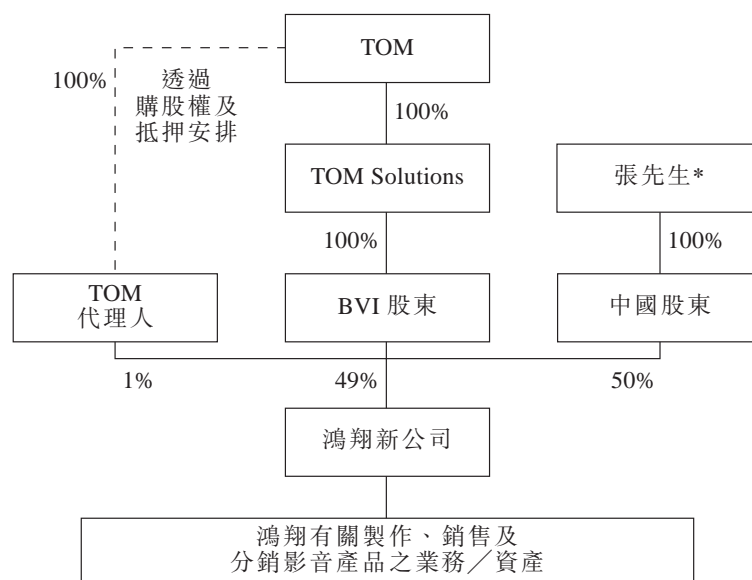 TOM
100%
透過
購股權及
抵押安排
100%
TOM Solutions
張先生*
100%
100%
TOM
代理人
BVI 股東
中國股東
1%
49%
50%
鴻翔新公司
鴻翔有關製作、銷售及
分銷影音產品之業務／資產